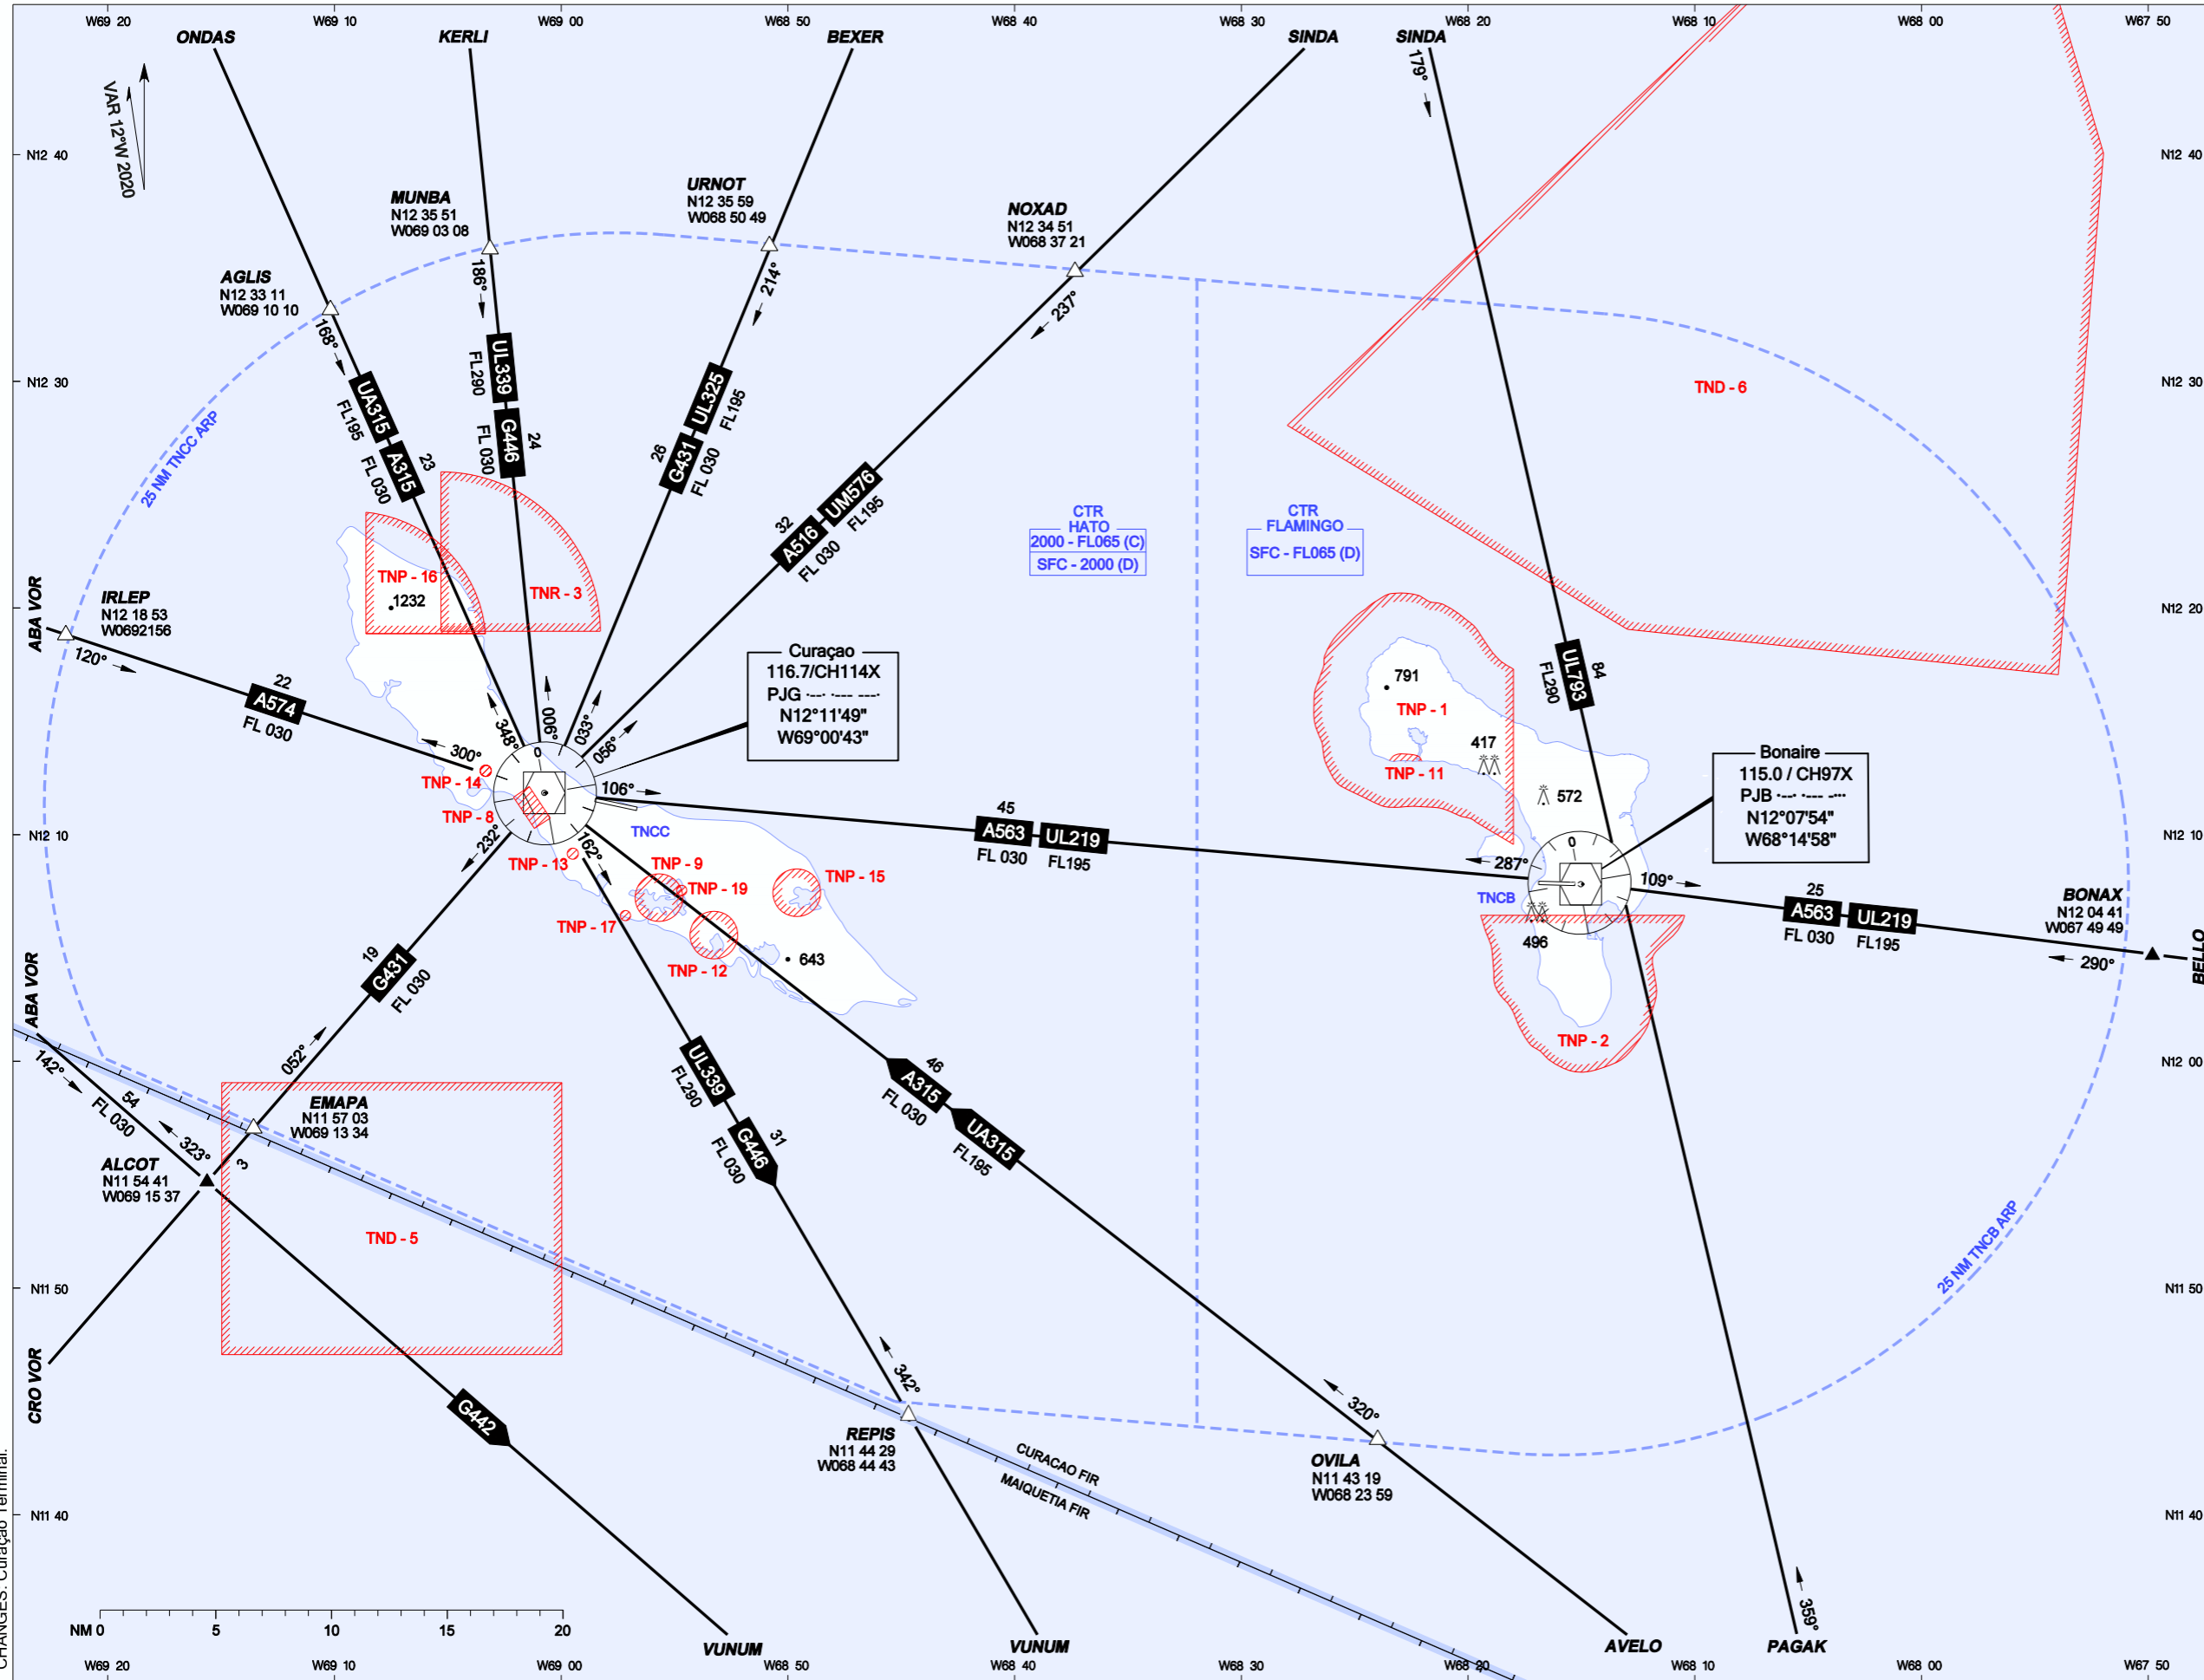 W69 20
W69 10
W69 00
W68 50
W68 40
W68 30
W68 20
W68 10
W68 00
W67 50
ONDAS
KERLI
BEXER
SINDA
SINDA
179°
VAR 12°W 2020
N12 40
N12 40
MUNBA
N12 35 51
W069 03 08
URNOT
N12 35 59
W068 50 49
NOXAD
N12 34 51
W068 37 21
AGLIS
N12 33 11
W069 10 10
168°
186°
214°
237°
N12 30
N12 30
25 NM TNCC ARP
UA315
FL195
A315
FL 030
23
UL339
FL290
G446
FL 030
24
UL325
FL195
G431
FL 030
26
UM576
FL195
A516
FL 030
32
TND - 6
CTR
HATO
2000 - FL065 (C)
SFC - 2000 (D)
CTR
FLAMINGO
SFC - FL065 (D)
TNP - 16
1232
TNR - 3
ABA VOR
IRLEP
N12 18 53
W0692156
120°
22
A574
FL 030
N12 20
Curaçao
116.7/CH114X
PJG ·--· ·--- --·
N12°11'49"
W69°00'43"
300°
348°
006°
033°
056°
0
106°
TNP - 14
TNP - 8
232°
TNP - 13
162°
TNCC
TNP - 9
TNP - 19
TNP - 15
TNP - 17
TNP - 12
643
N12 10
N12 10
45
A563
FL 030
UL219
FL195
791
TNP - 1
417
TNP - 11
572
84
UL793
FL290
Bonaire
115.0 / CH97X
PJB ·--· ·--- -···
N12°07'54"
W68°14'58"
0
287°
109°
TNCB
496
TNP - 2
25
A563
FL 030
UL219
FL195
BONAX
N12 04 41
W067 49 49
290°
BELLO
19
G431
FL 030
052°
ABA VOR
142°
54
FL 030
323°
3
EMAPA
N11 57 03
W069 13 34
ALCOT
N11 54 41
W069 15 37
N12 00
TND - 5
UL339
FL290
G446
FL 030
31
46
A315
FL 030
UA315
FL195
N11 50
N11 50
25 NM TNCB ARP
CRO VOR
G442
342°
REPIS
N11 44 29
W068 44 43
CURACAO FIR
MAIQUETIA FIR
320°
OVILA
N11 43 19
W068 23 59
N11 40
N11 40
359°
CHANGES: Curaçao Terminal.
NM 0
5
10
15
20
VUNUM
VUNUM
AVELO
PAGAK
W69 20
W69 10
W69 00
W68 50
W68 40
W68 30
W68 20
W68 10
W68 00
W67 50